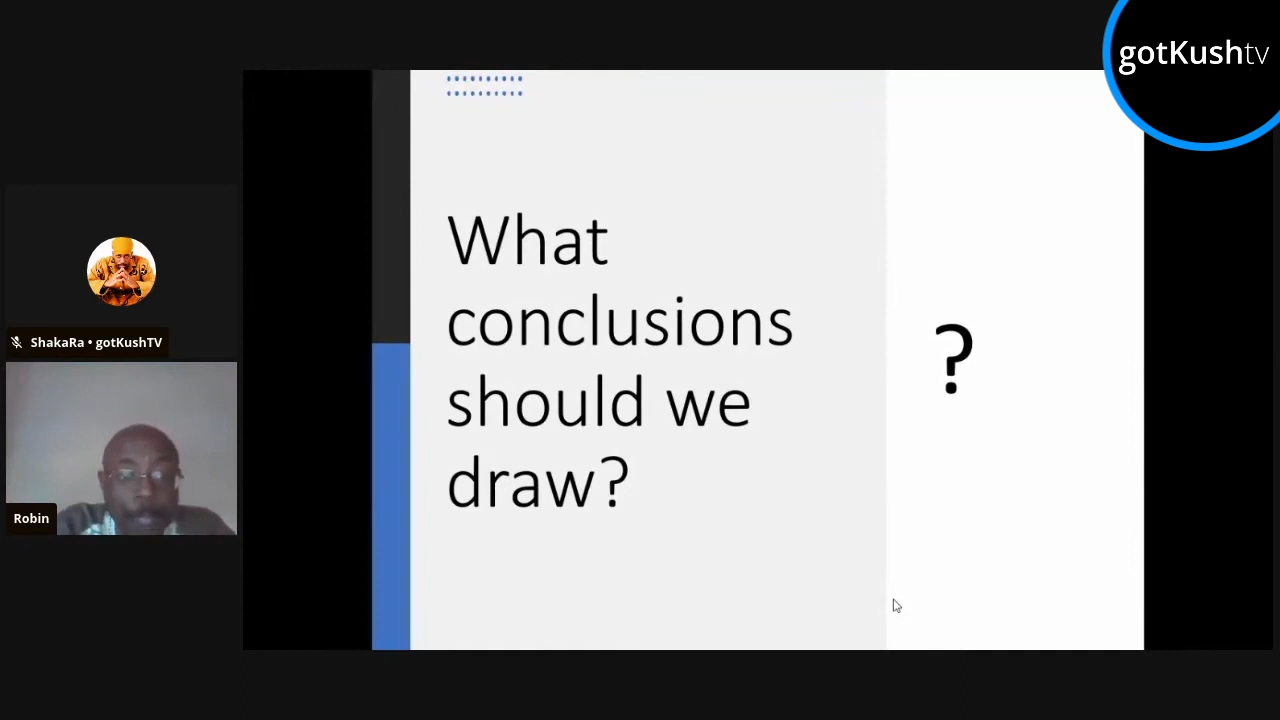 gotKushtv
What
conclusions
should we
draw?
?
ShakaRa • gotKushTV
Robin